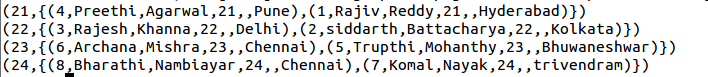 (21,{(4,Preethi,Agarwal,21,,Pune),(1,Rajiv,Reddy,21,,Hyderabad)})
(22,{(3,Rajesh,Khanna,22,,Delhi),(2,siddarth,Battacharya,22,,Kolkata)})
(23,{(6,Archana,Mishra,23,,Chennai),(5,Trupthi,Mohanthy,23,,Bhuwaneshwar)})
(24,{(8,Bharathi,Nambiayar,24,,Chennai),(7,Komal,Nayak,24,,trivendram)})